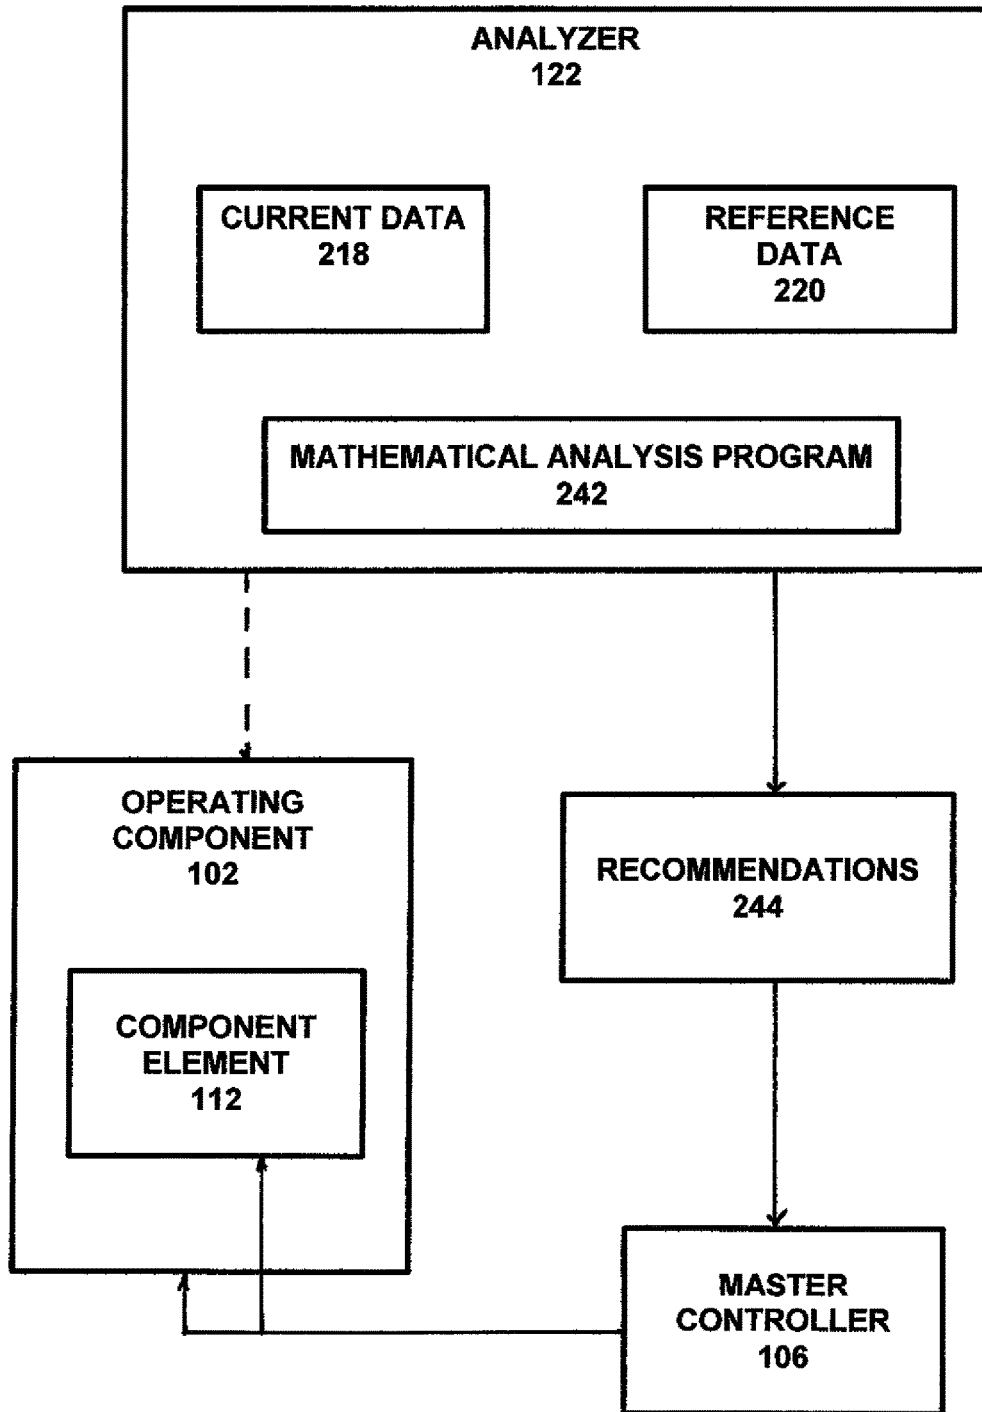 ANALYZER
122
CURRENT DATA
218
REFERENCE
DATA
220
MATHEMATICAL ANALYSIS PROGRAM
242
OPERATING
COMPONENT
102
RECOMMENDATIONS
244
COMPONENT
ELEMENT
112
MASTER
CONTROLLER
106